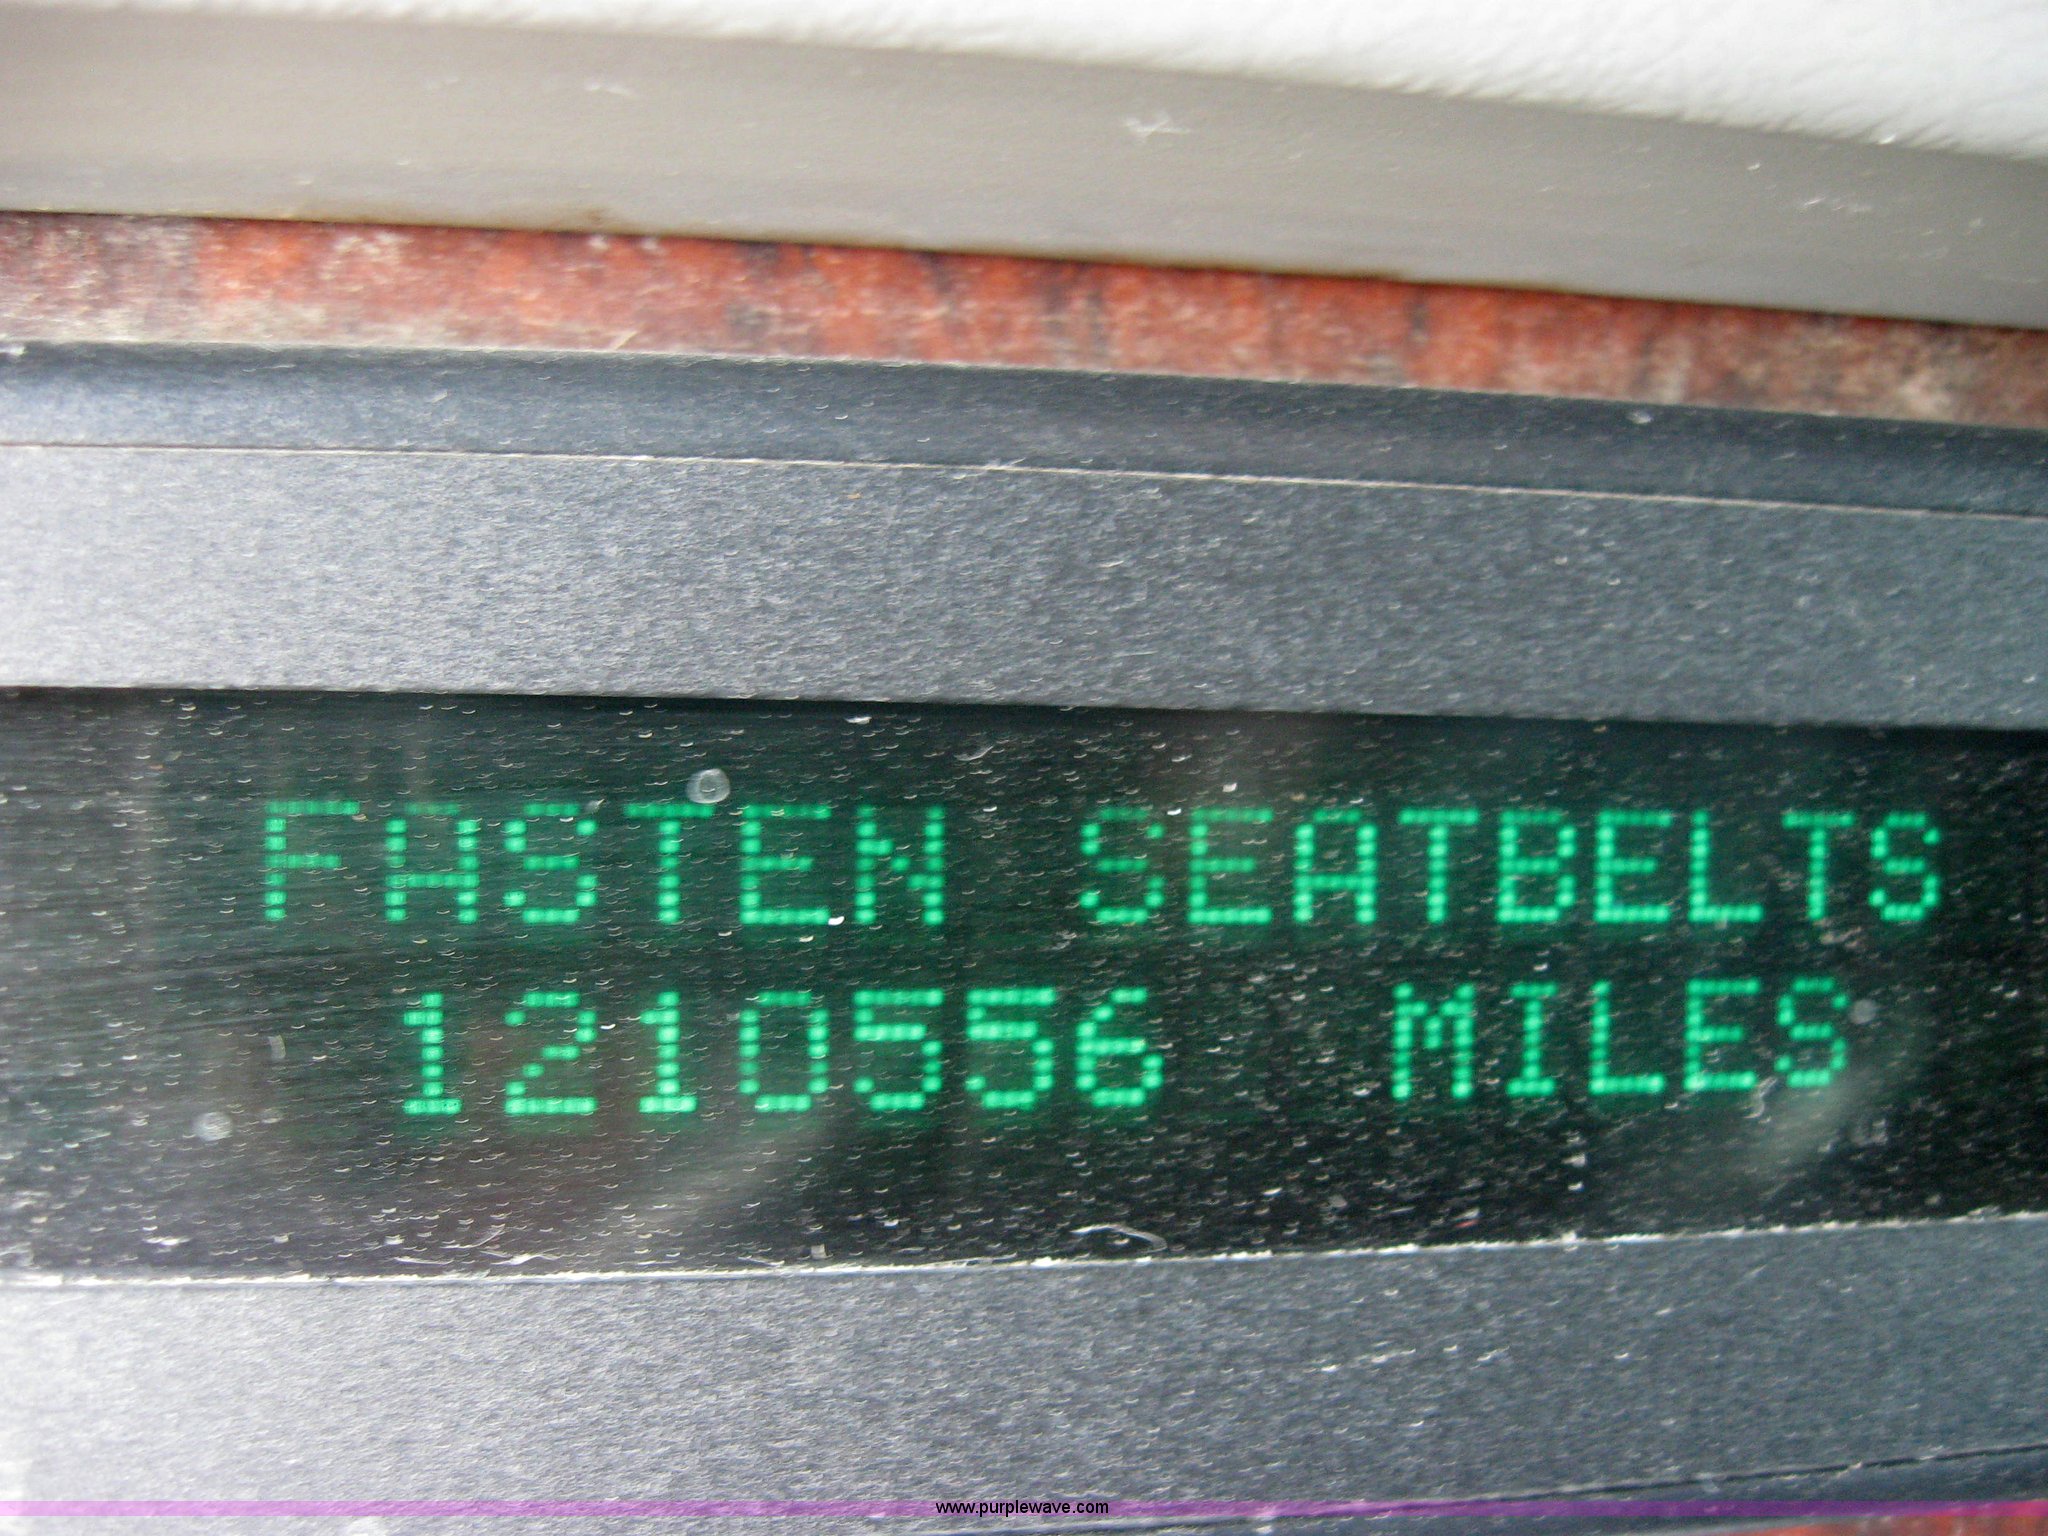 FASTEN SEATBELTS
1210556 MILES
www.purplewave.com